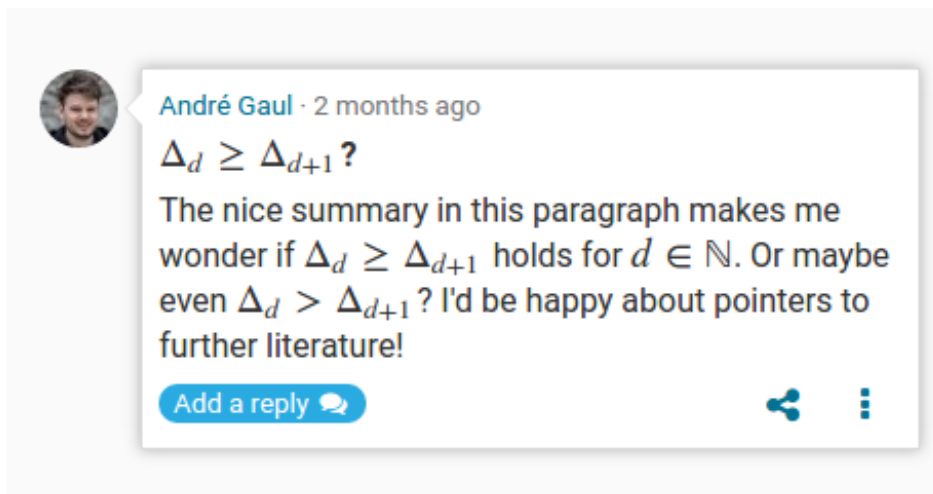 André Gaul · 2 months ago
Δ_d ≥ Δ_{d+1}?
The nice summary in this paragraph makes me
wonder if Δ_d ≥ Δ_{d+1} holds for d ∈ ℕ. Or maybe
even Δ_d > Δ_{d+1}? I'd be happy about pointers to
further literature!
Add a reply